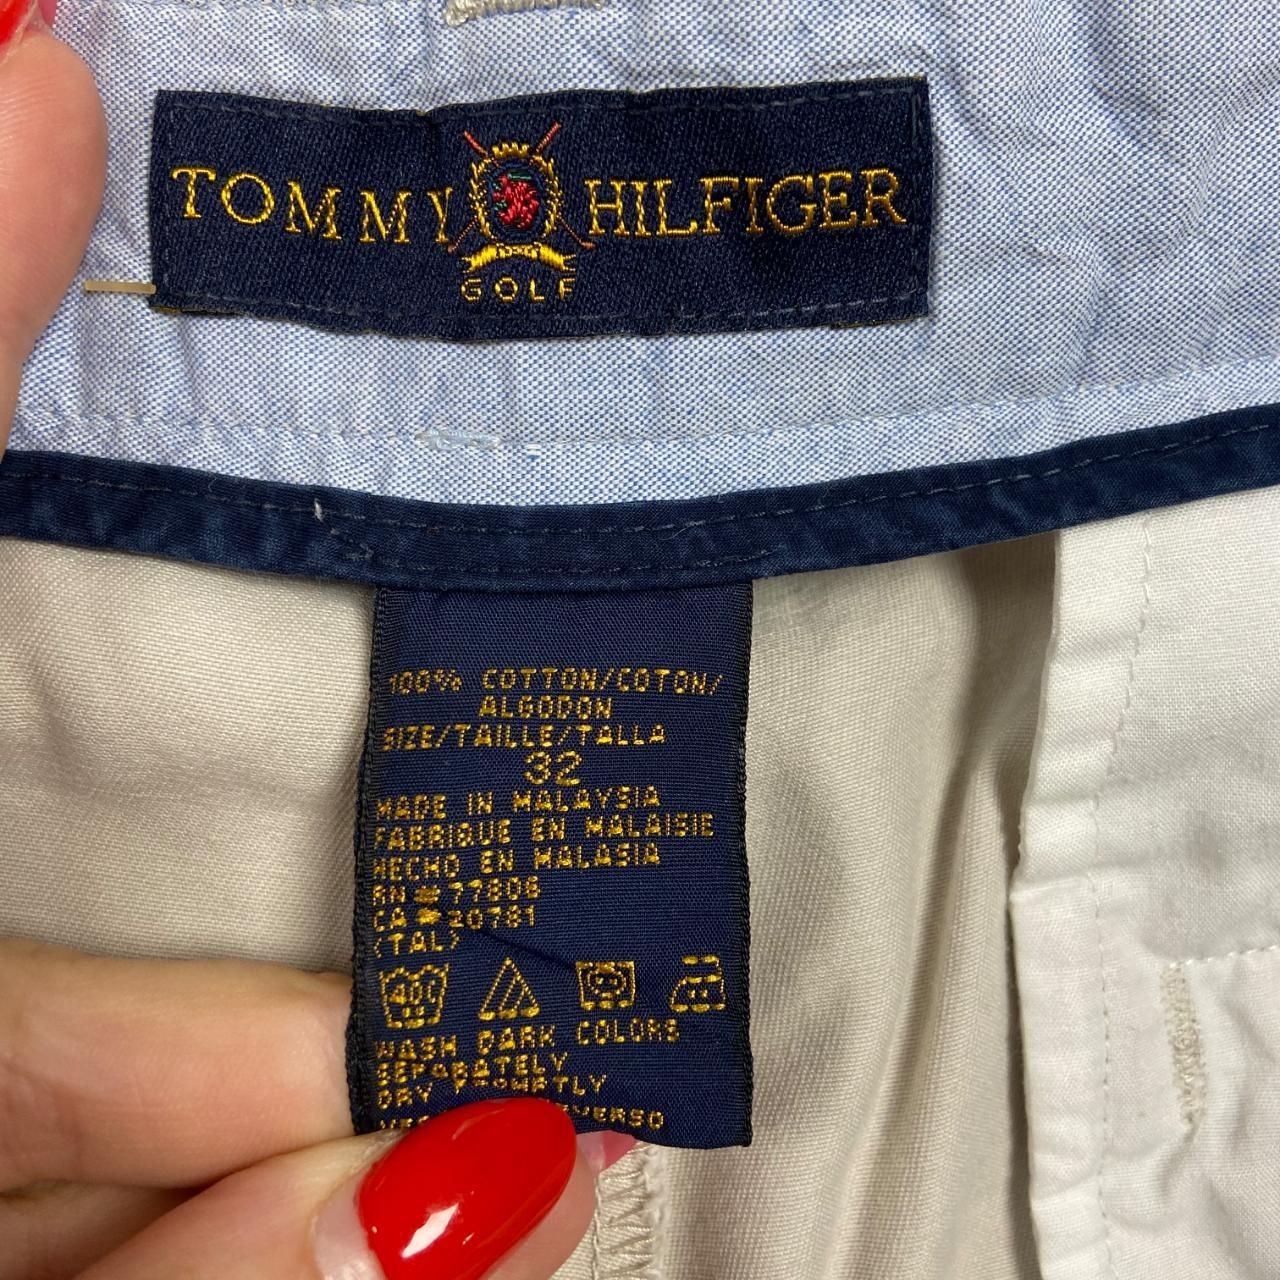 TOMMY HILFIGER
GOLF
100% COTTON/COTON/
ALGODON
SIZE/TAILLE/TALLA
32
MADE IN MALAYSIA
FABRIQUE EN MALAISIE
HECHO EN MALASIA
RN# 77806
CA# 20781
(TAL)
40C
WASH DARK COLORS
SEPARATELY
DRY PROMPTLY